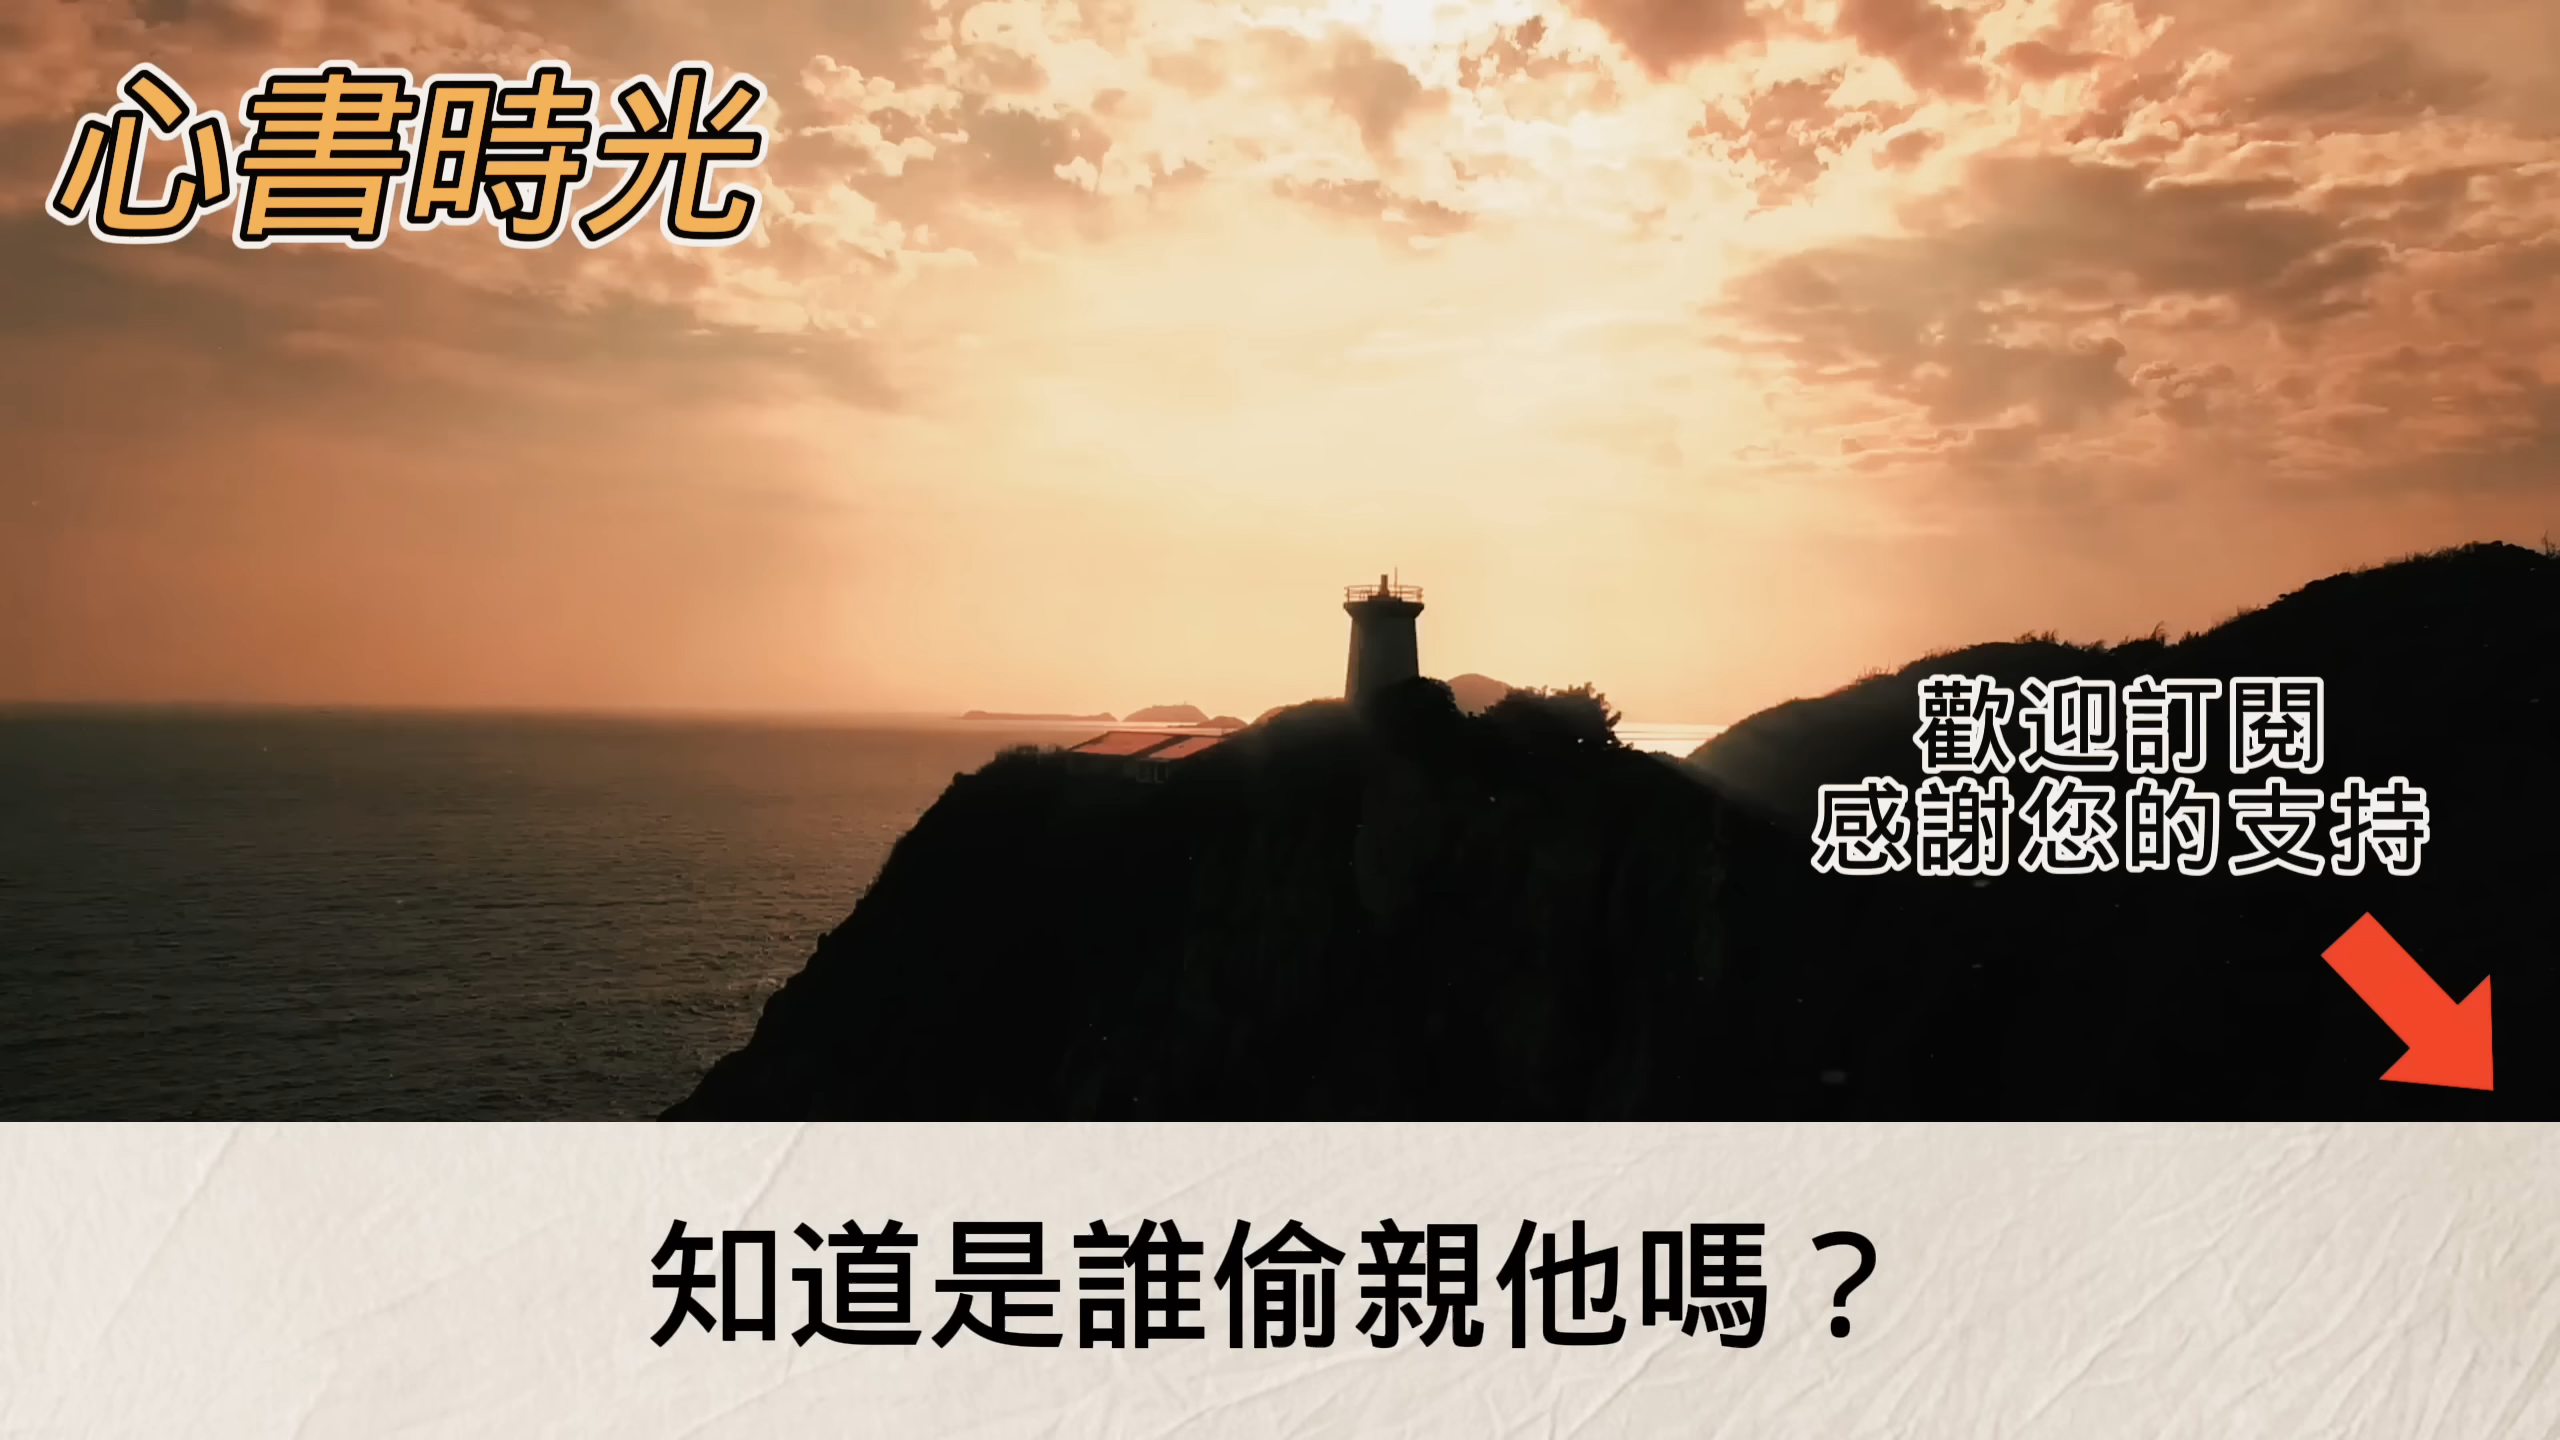 心書時光
歡迎訂閱
感謝您的支持
知道是誰偷親他嗎？